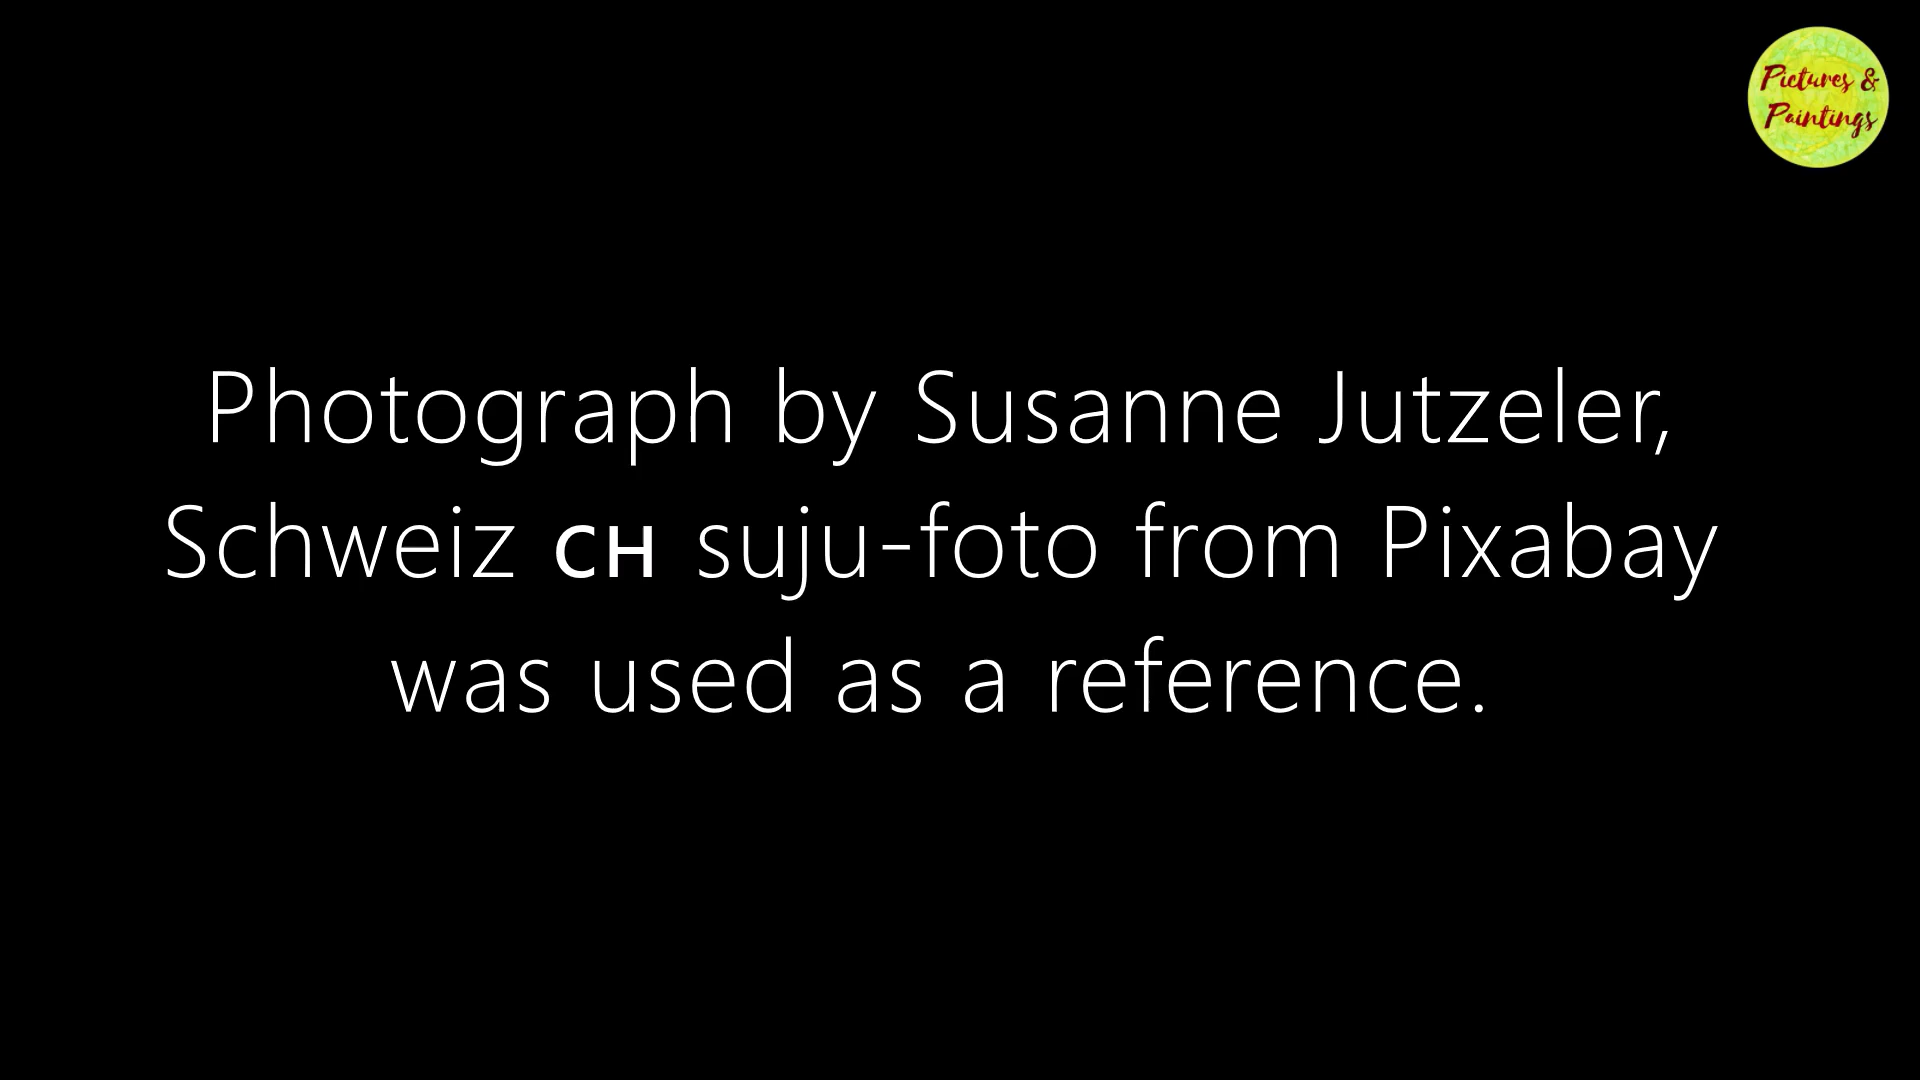 Pictures &
Paintings
Photograph by Susanne Jutzeler,
Schweiz CH suju-foto from Pixabay
was used as a reference.